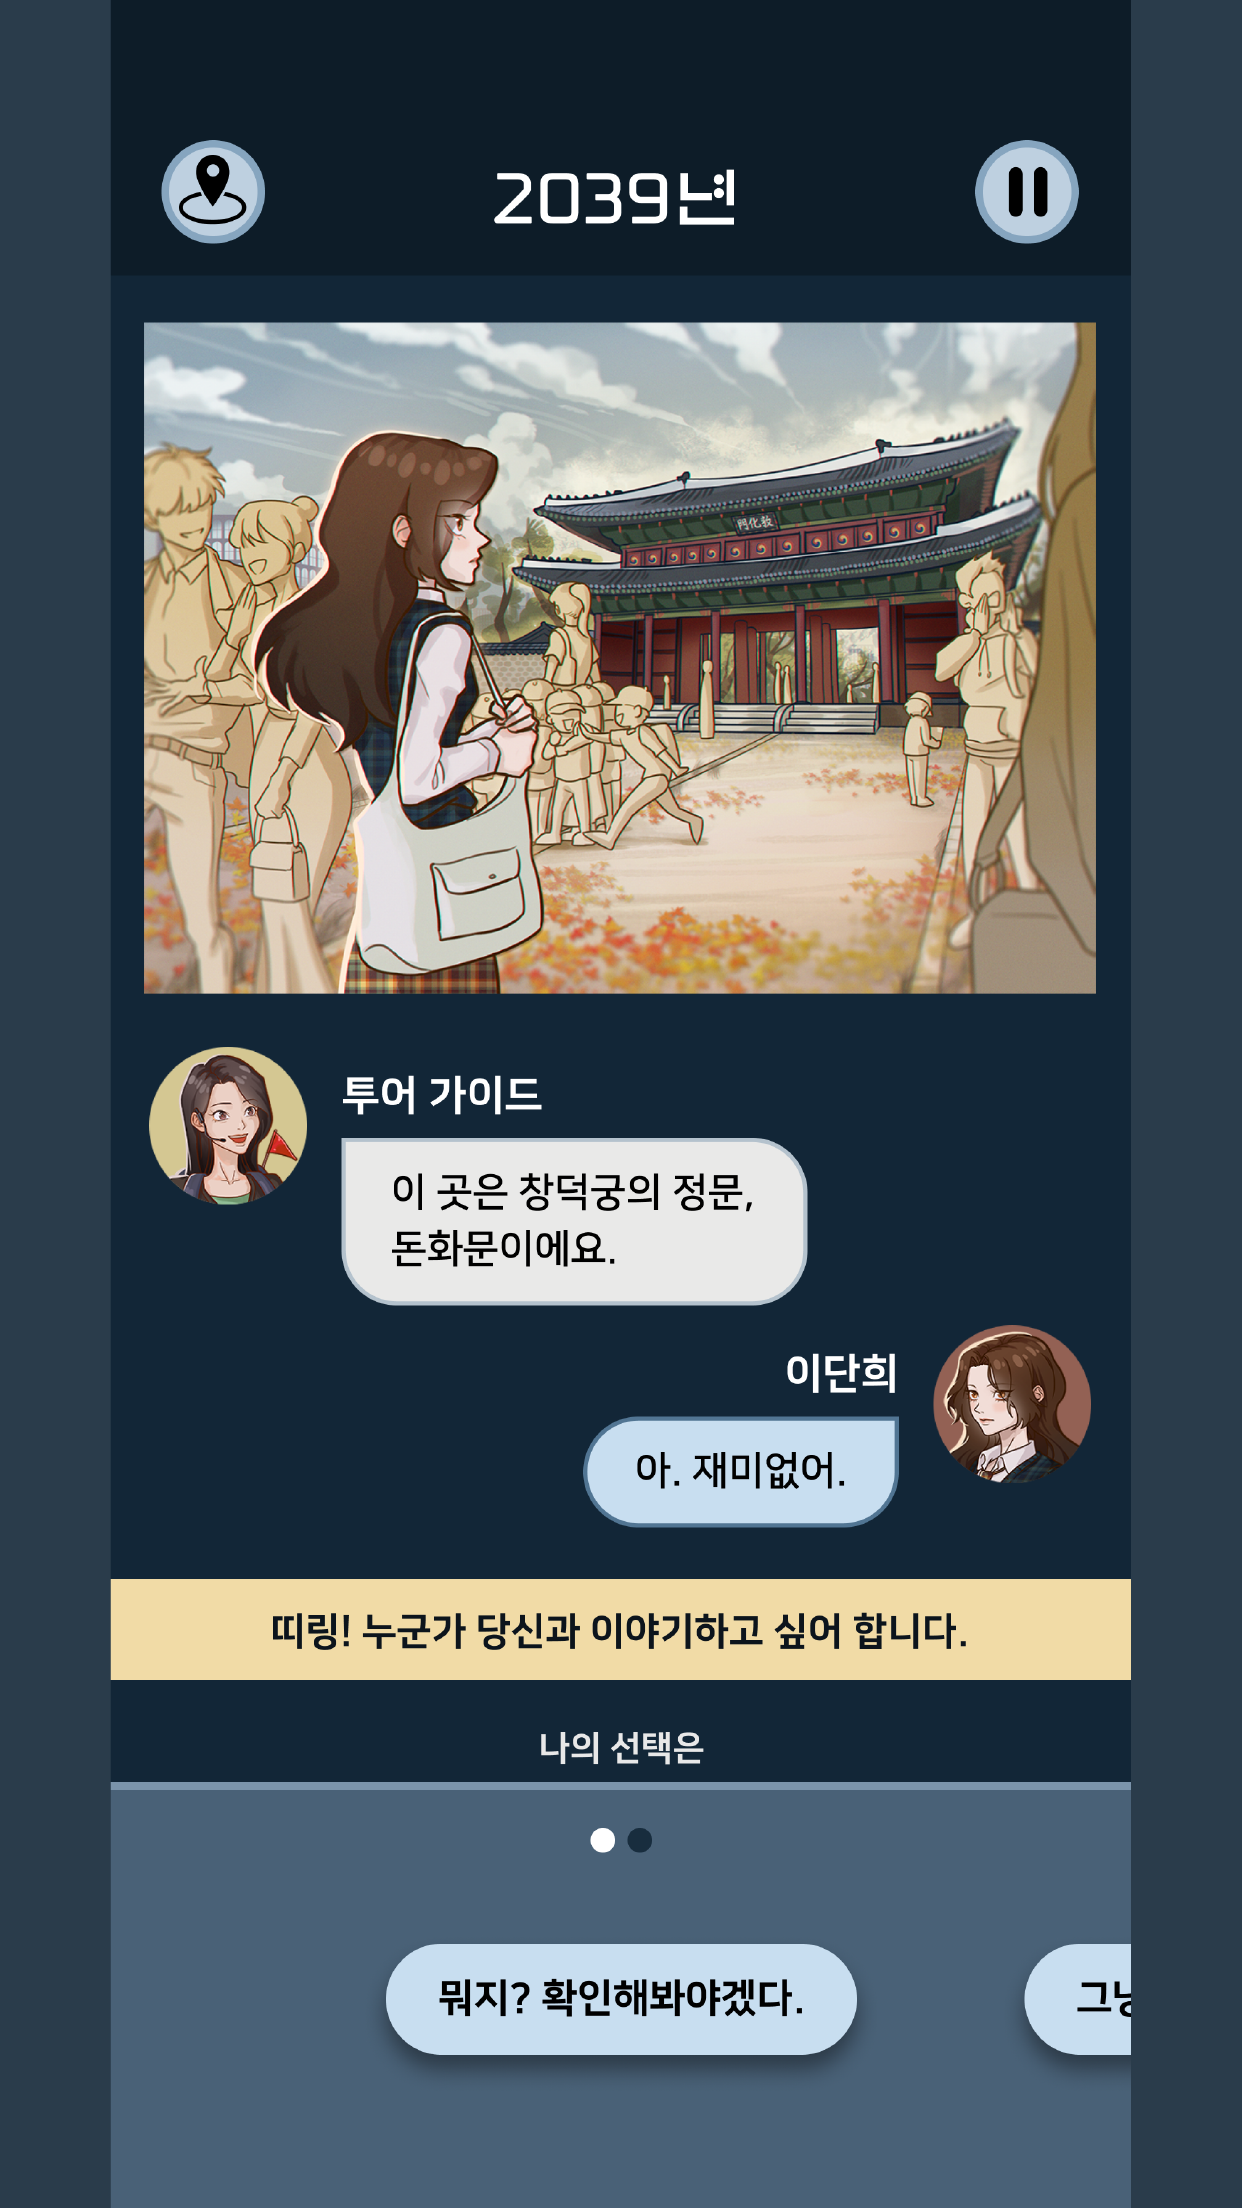 2039년
門化敦
투어 가이드
이 곳은 창덕궁의 정문,
돈화문이에요.
이단희
아. 재미없어.
띠링! 누군가 당신과 이야기하고 싶어 합니다.
나의 선택은
뭐지? 확인해봐야겠다.